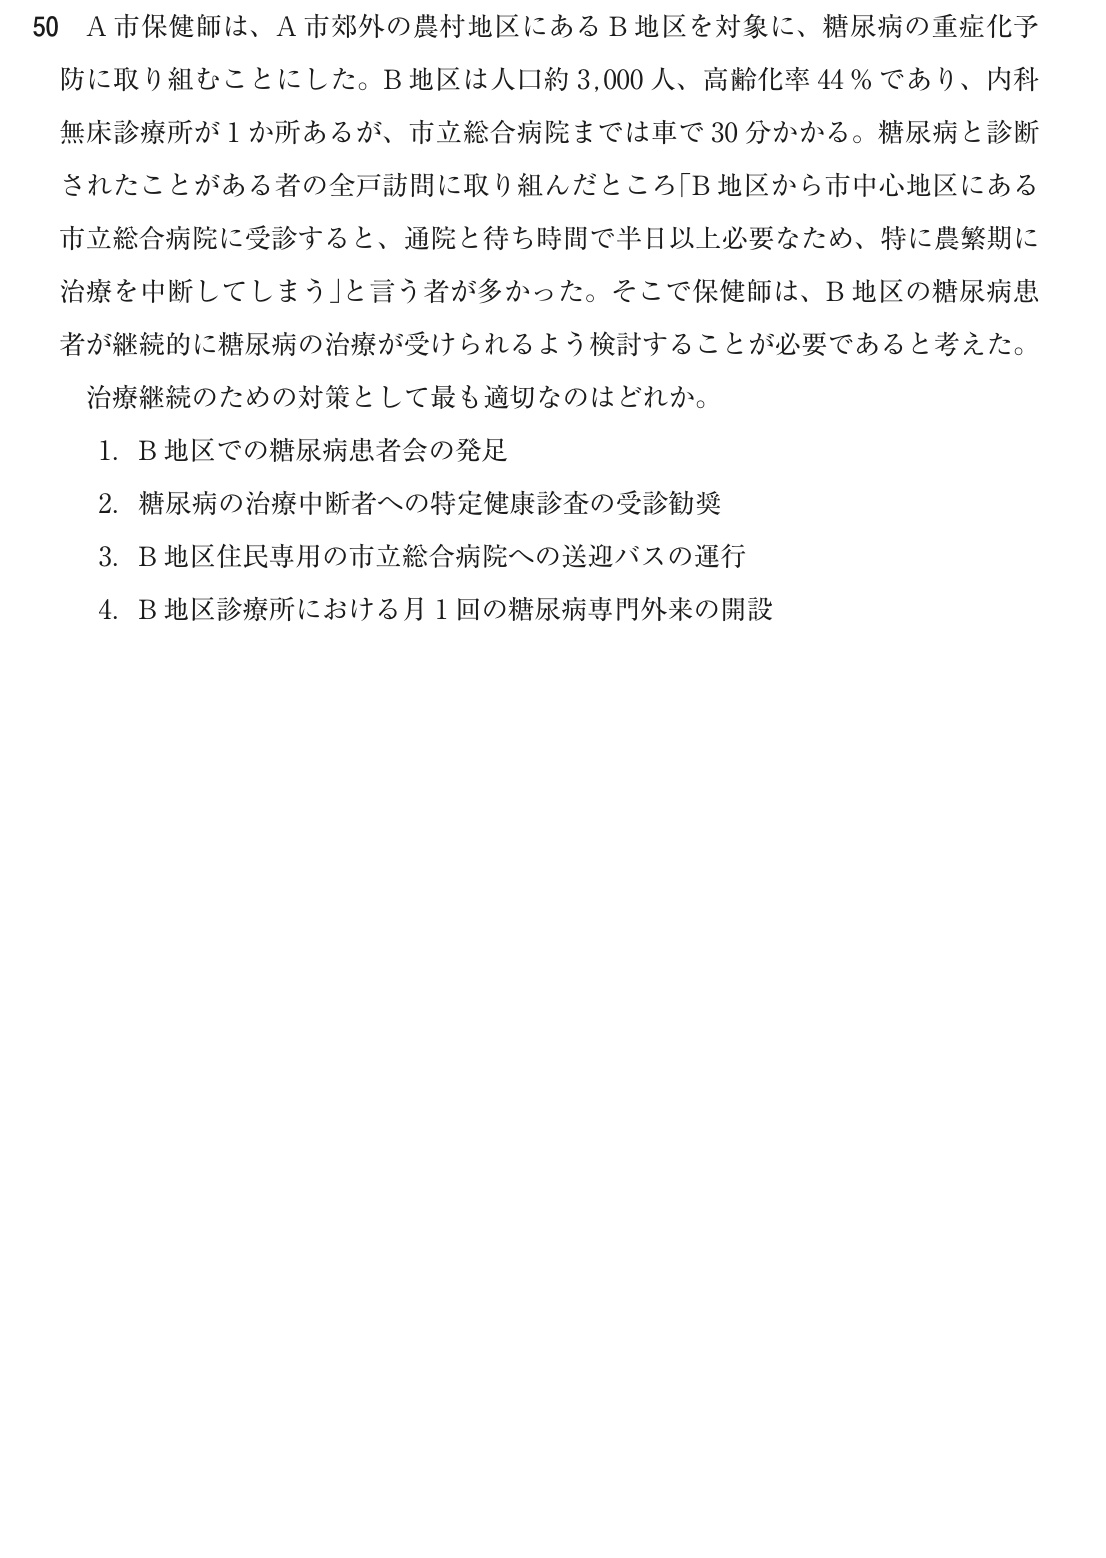 50 A市保健師は、A市郊外の農村地区にあるB地区を対象に、糖尿病の重症化予
防に取り組むことにした。B地区は人口約3,000人、高齢化率44％であり、内科
無床診療所が1か所あるが、市立総合病院までは車で30分かかる。糖尿病と診断
されたことがある者の全戸訪問に取り組んだところ「B地区から市中心地区にある
市立総合病院に受診すると、通院と待ち時間で半日以上必要なため、特に農繁期に
治療を中断してしまう」と言う者が多かった。そこで保健師は、B地区の糖尿病患
者が継続的に糖尿病の治療が受けられるよう検討することが必要であると考えた。
治療継続のための対策として最も適切なのはどれか。
1. B地区での糖尿病患者会の発足
2. 糖尿病の治療中断者への特定健康診査の受診勧奨
3. B地区住民専用の市立総合病院への送迎バスの運行
4. B地区診療所における月1回の糖尿病専門外来の開設